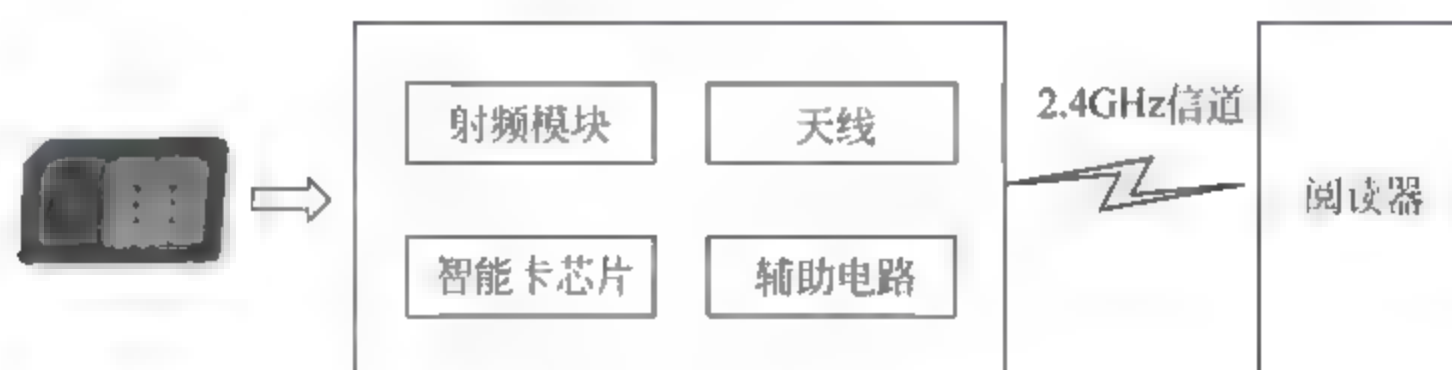 射频模块
天线
2.4GHz信道
阅读器
智能卡芯片
辅助电路